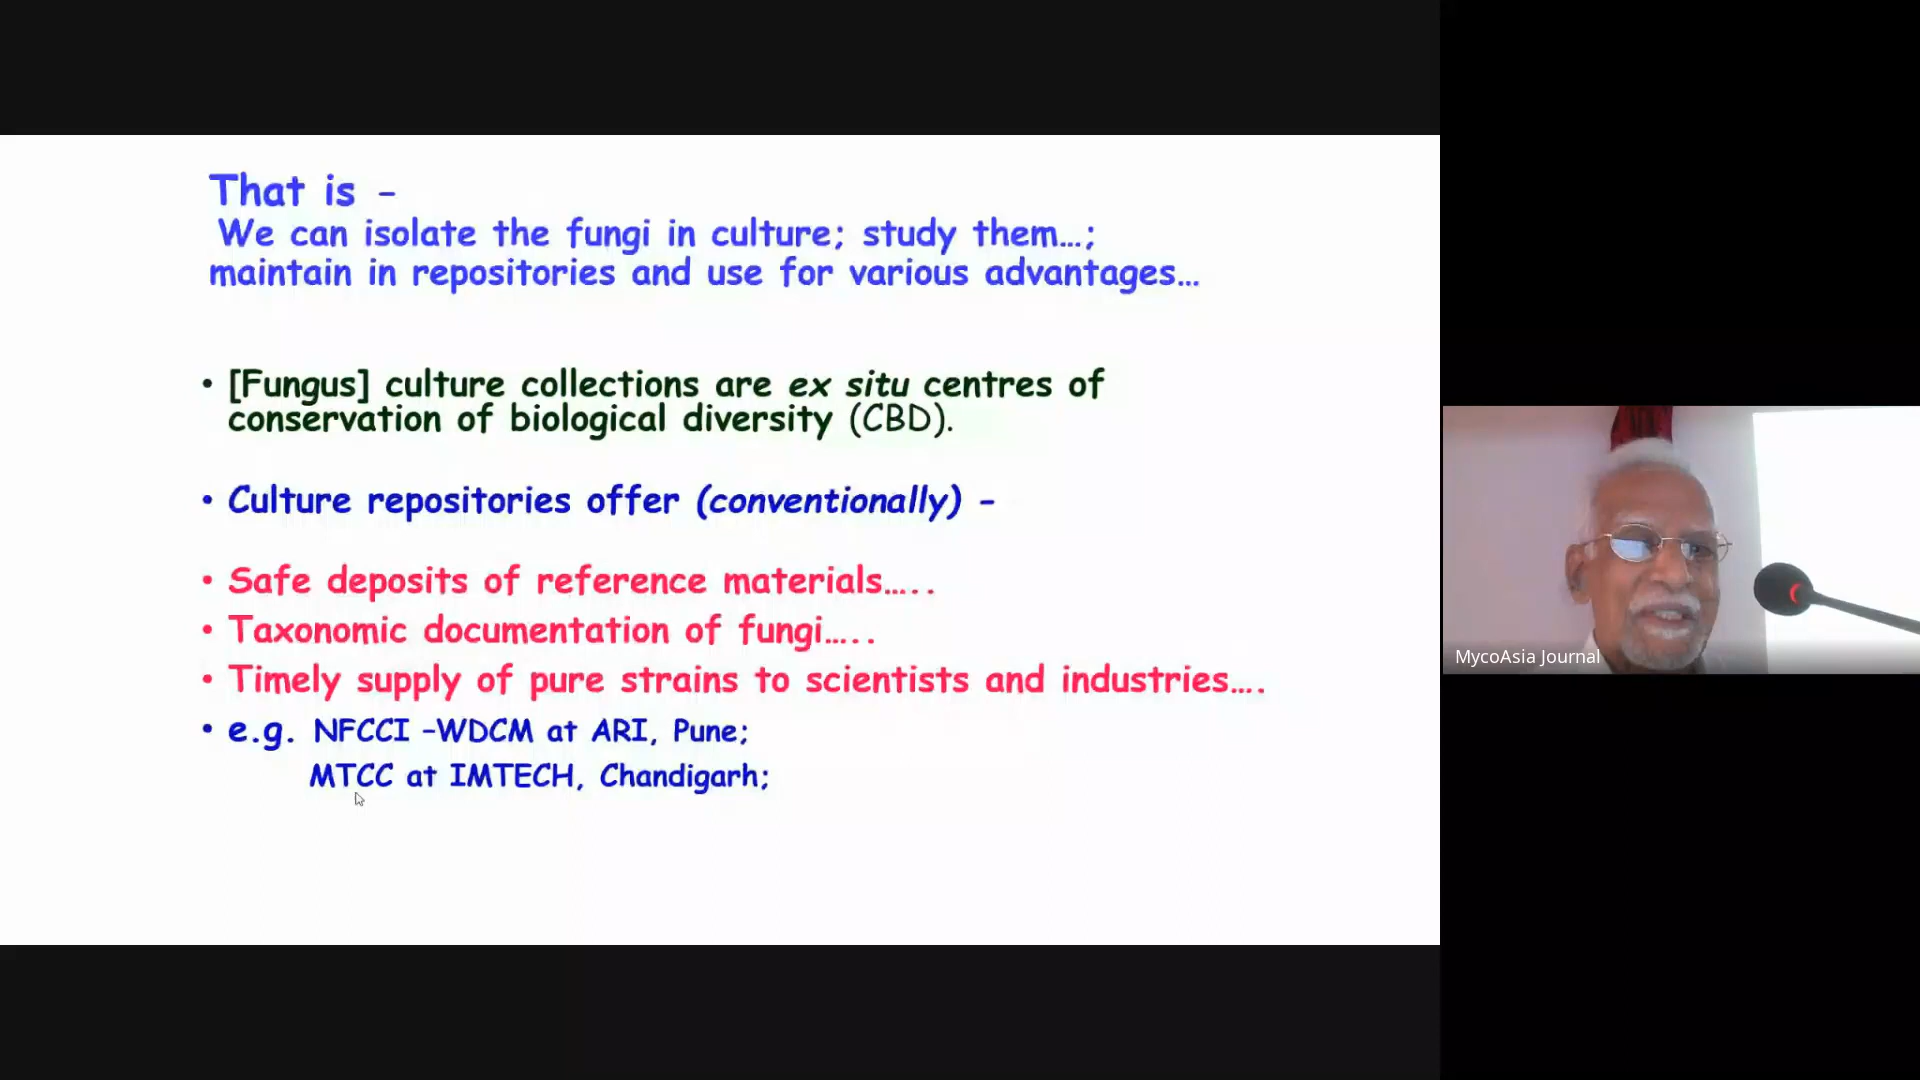 That is -
We can isolate the fungi in culture; study them…;
maintain in repositories and use for various advantages…
• [Fungus] culture collections are ex situ centres of
conservation of biological diversity (CBD).
• Culture repositories offer (conventionally) -
• Safe deposits of reference materials…..
• Taxonomic documentation of fungi…..
• Timely supply of pure strains to scientists and industries….
• e.g. NFCCI –WDCM at ARI, Pune;
MTCC at IMTECH, Chandigarh;
MycoAsia Journal